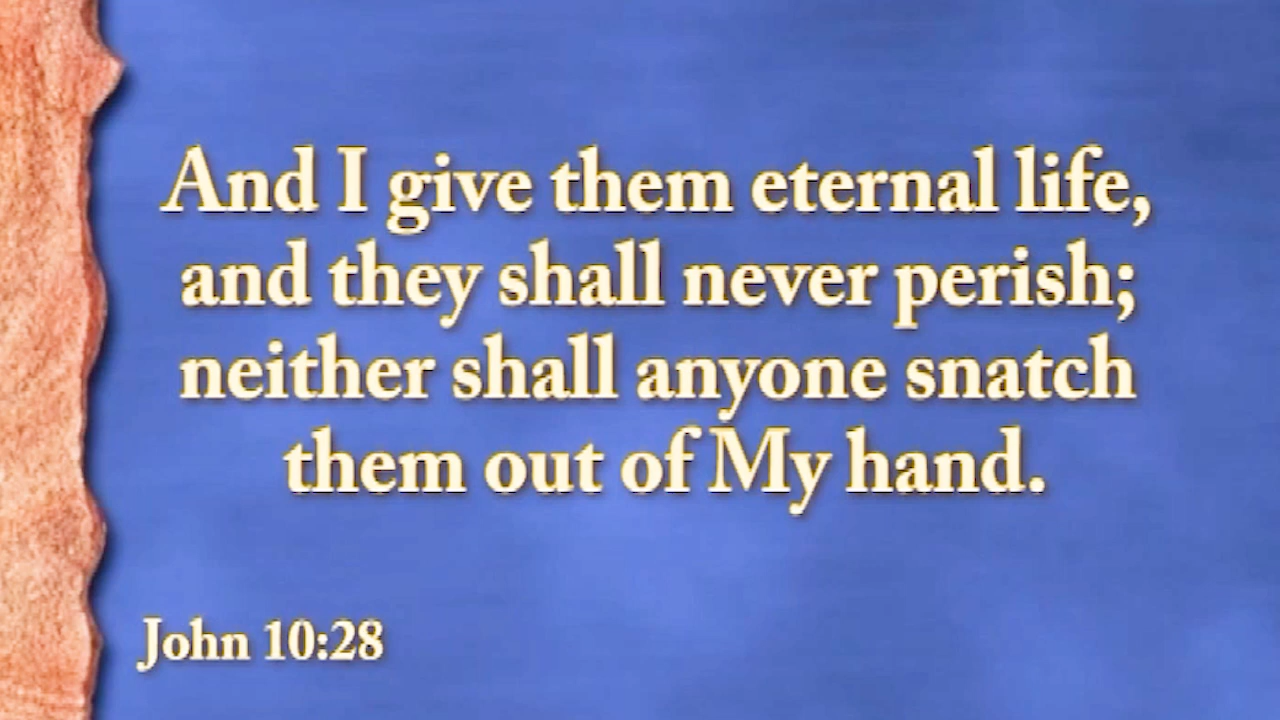 And I give them eternal life,
and they shall never perish;
neither shall anyone snatch
them out of My hand.
John 10:28